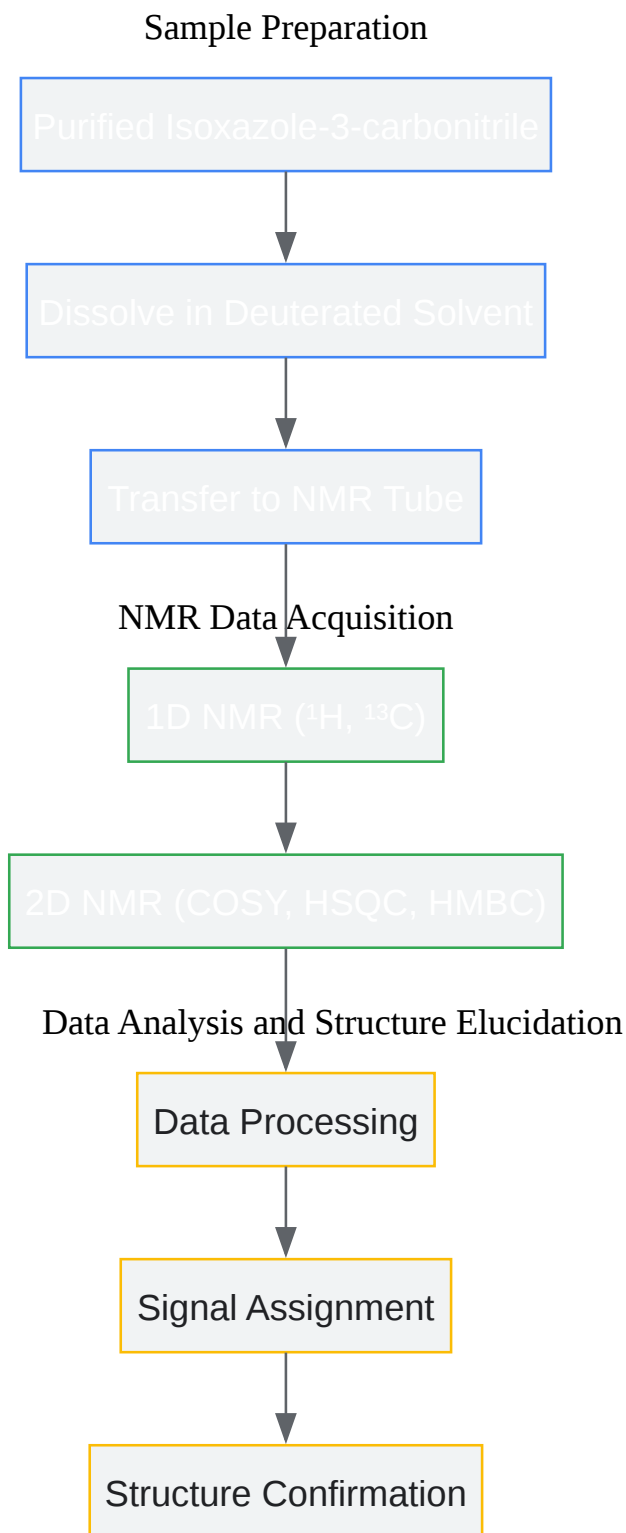 Sample Preparation
Purified Isoxazole-3-carbonitrile
Dissolve in Deuterated Solvent
Transfer to NMR Tube
NMR Data Acquisition
1D NMR (¹H, ¹³C)
2D NMR (COSY, HSQC, HMBC)
Data Analysis and Structure Elucidation
Data Processing
Signal Assignment
Structure Confirmation